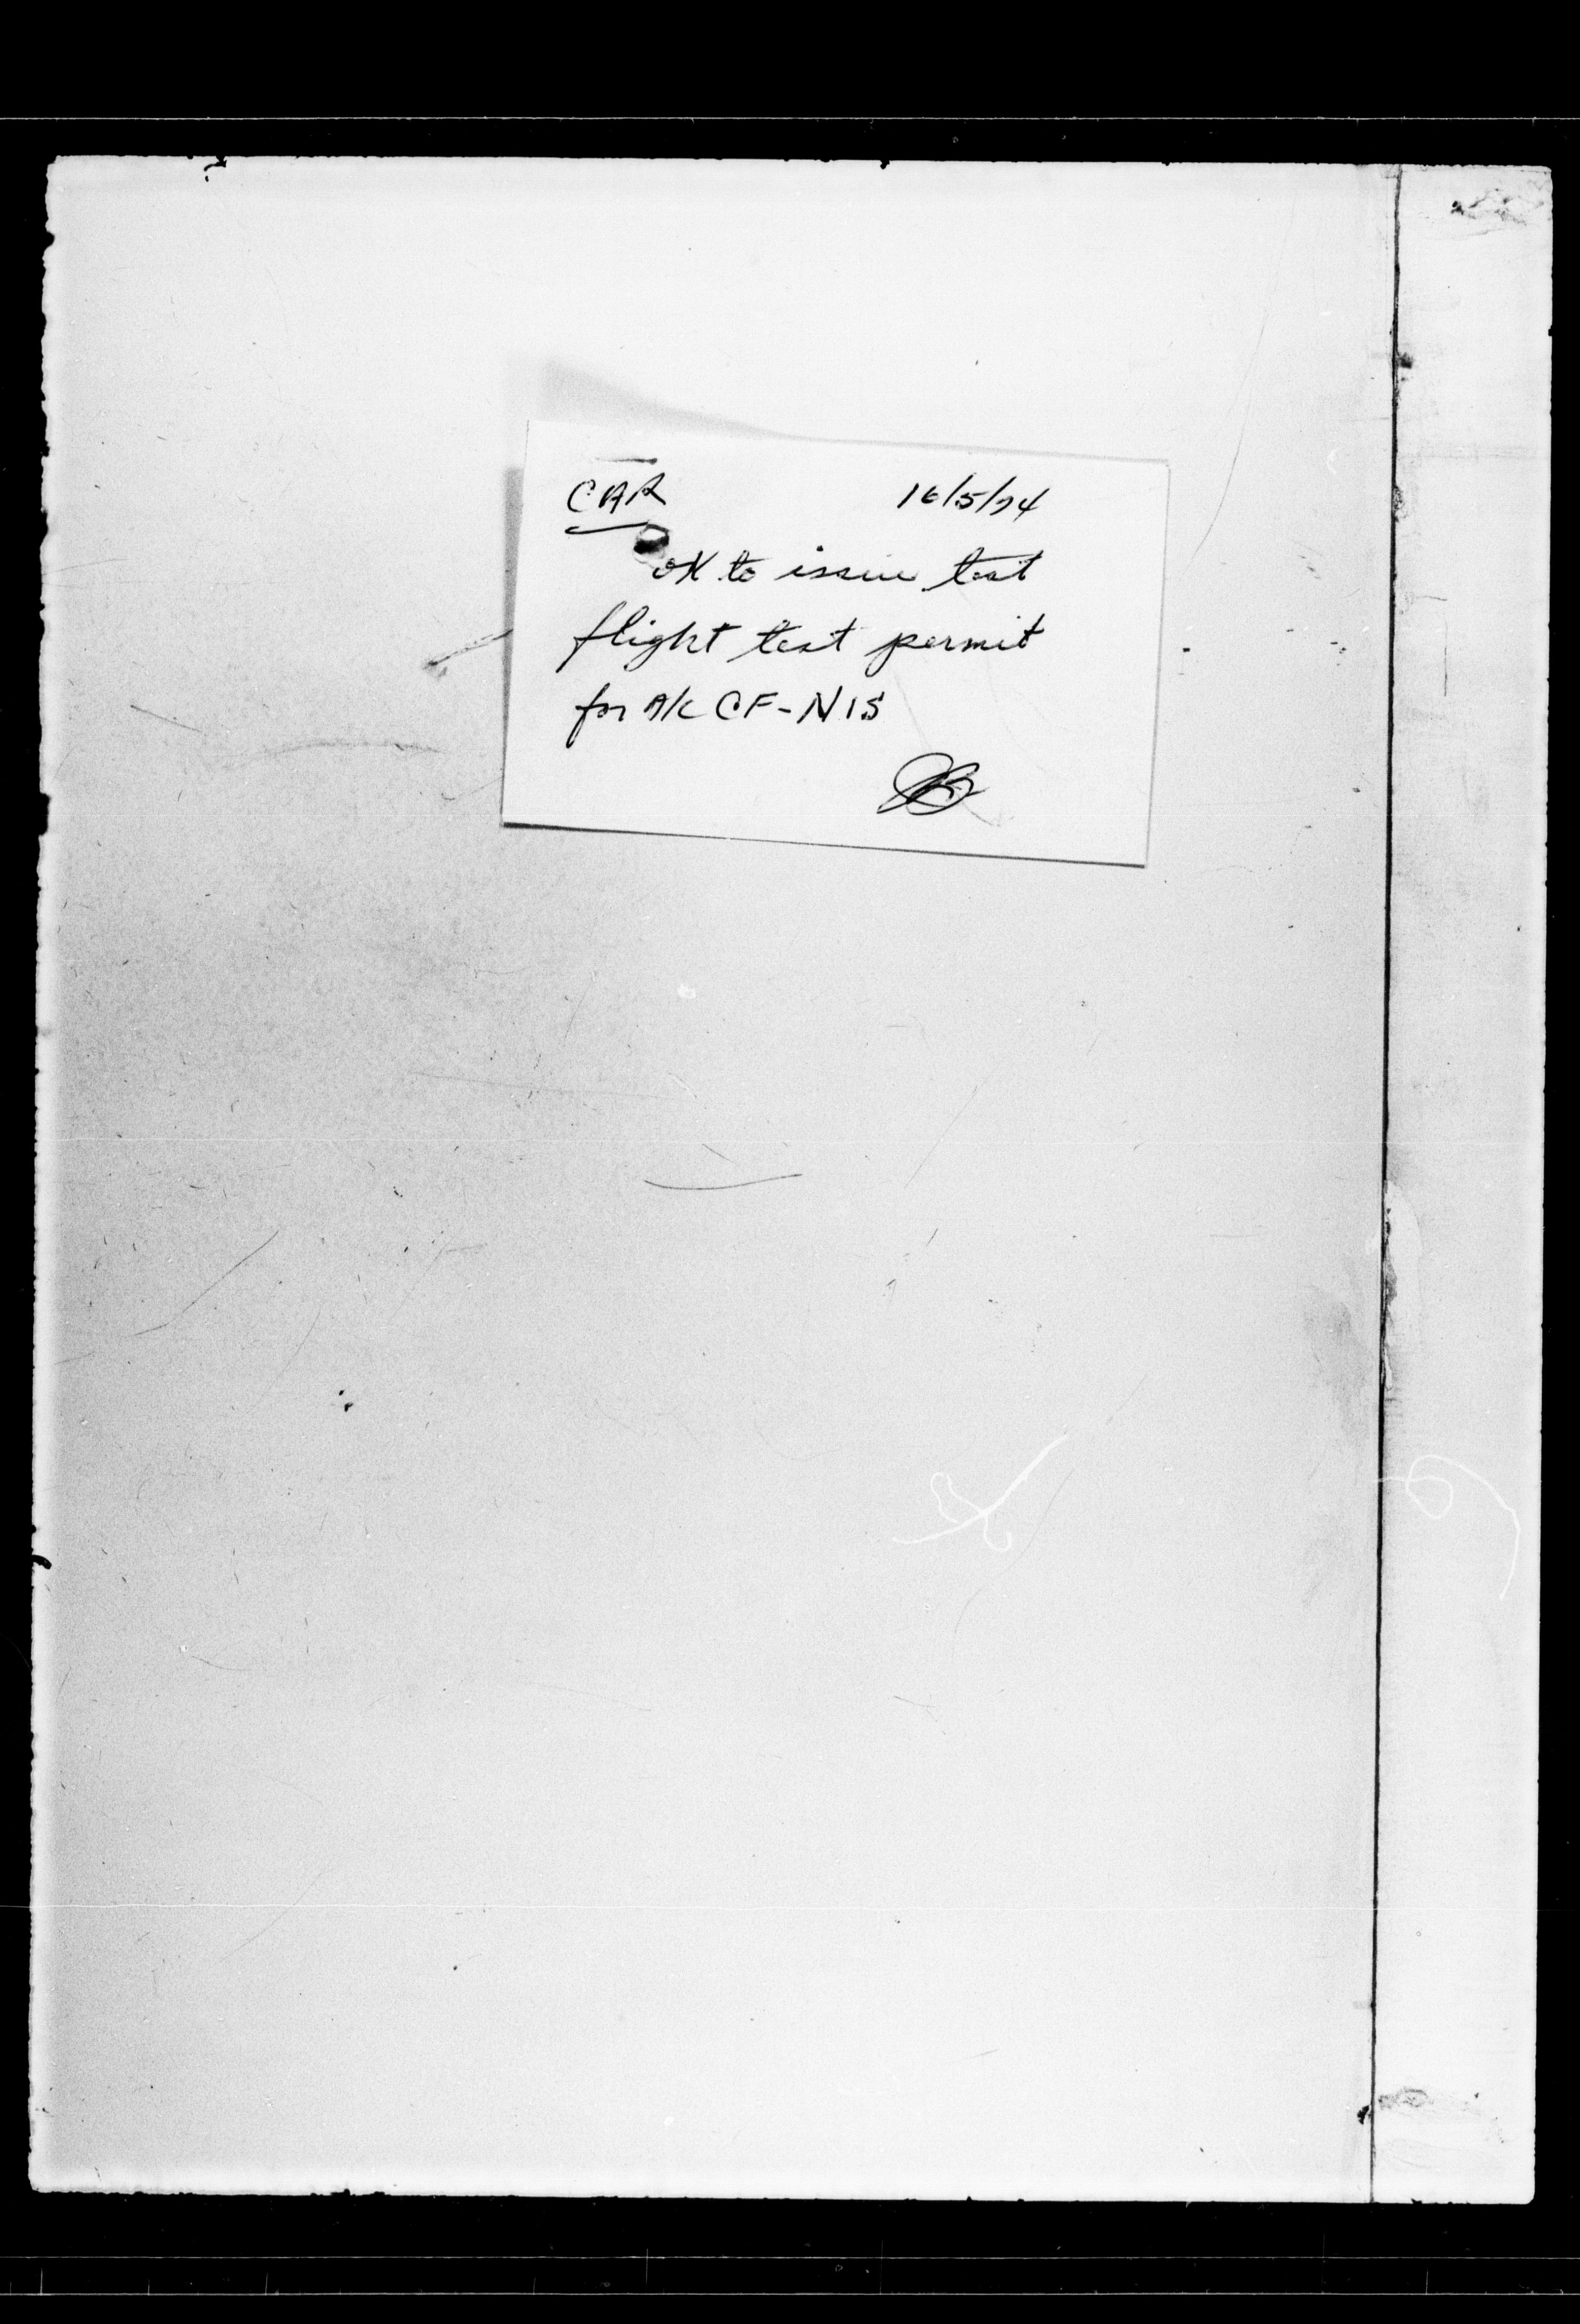 CAR 16/5/74
OK to issue test
flight test permit
for A/C CF-NIS